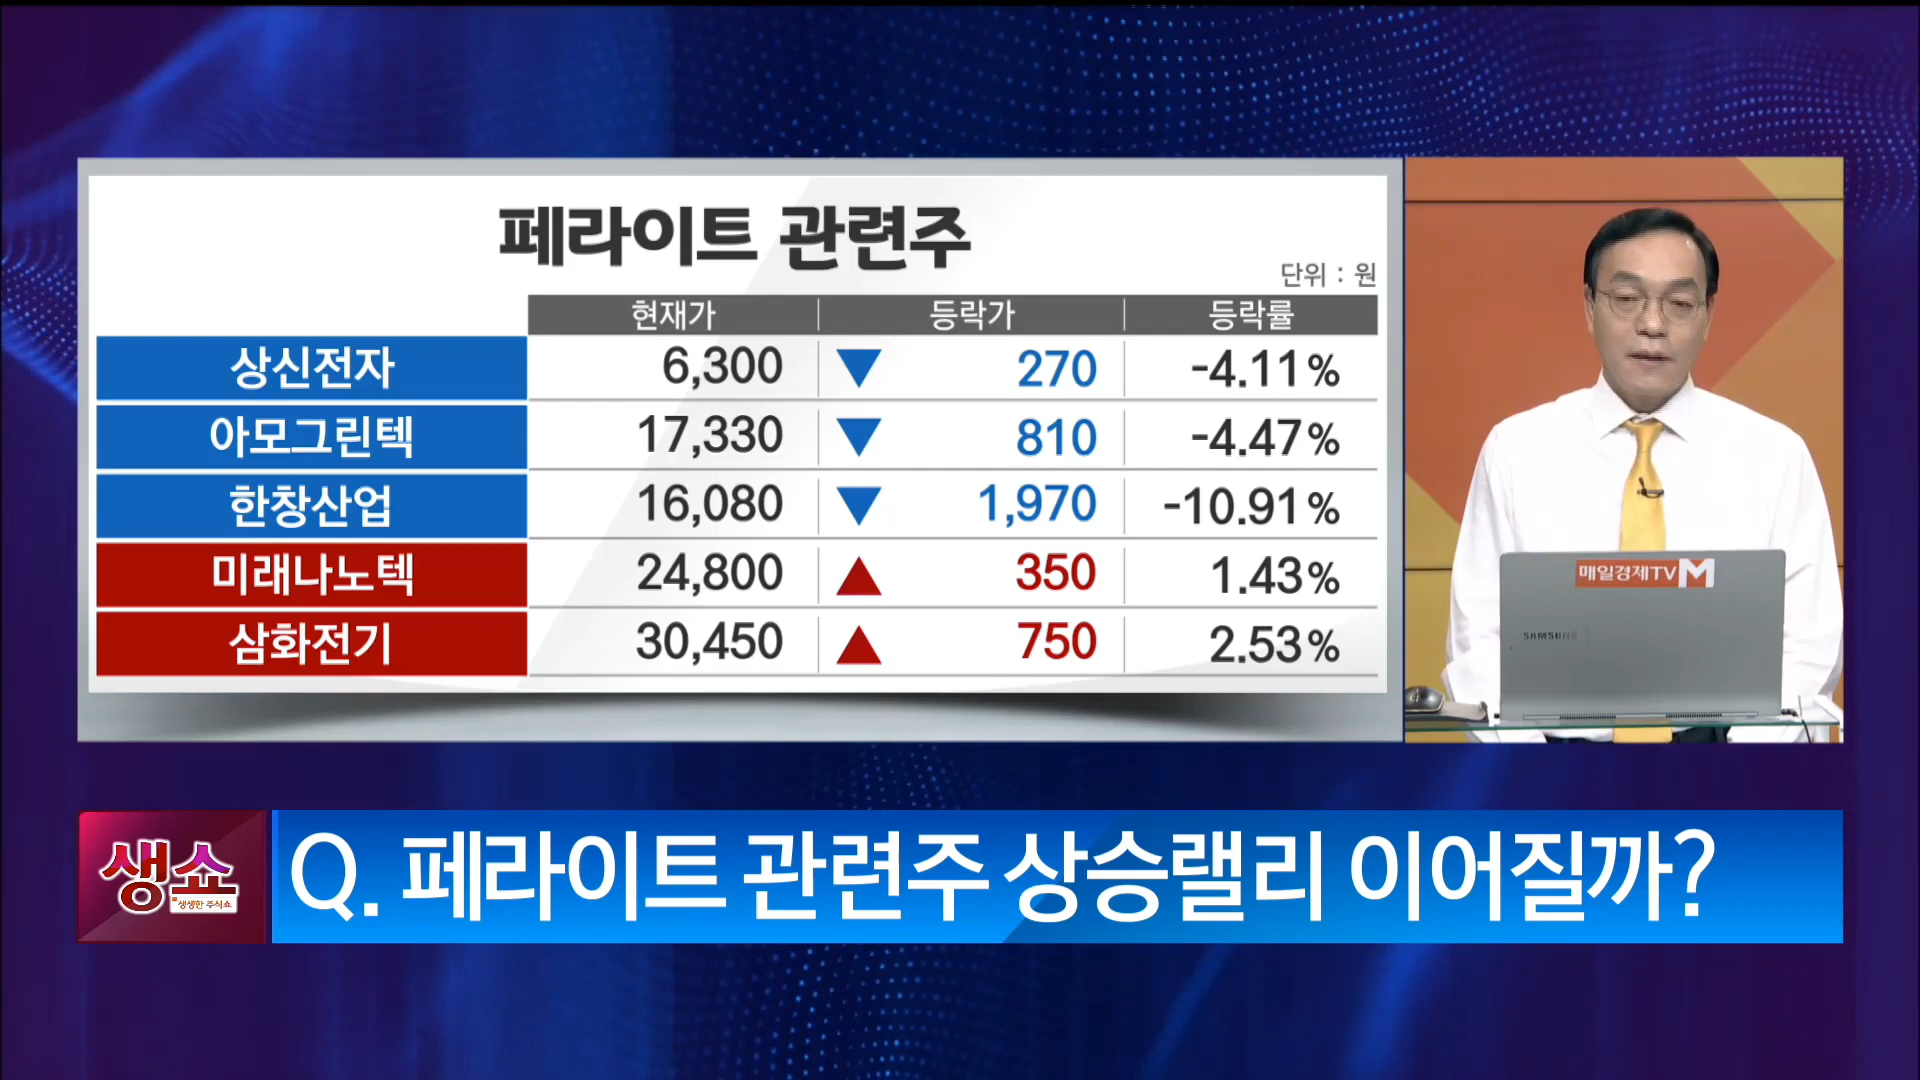 페라이트 관련주
단위 : 원
현재가 등락가 등락률
상신전자 6,300 ▼ 270 -4.11%
아모그린텍 17,330 ▼ 810 -4.47%
한창산업 16,080 ▼ 1,970 -10.91%
미래나노텍 24,800 ▲ 350 1.43%
삼화전기 30,450 ▲ 750 2.53%
매일경제TV M
SAMSUNG
생쇼
생생한 주식쇼
Q. 페라이트 관련주 상승랠리 이어질까?